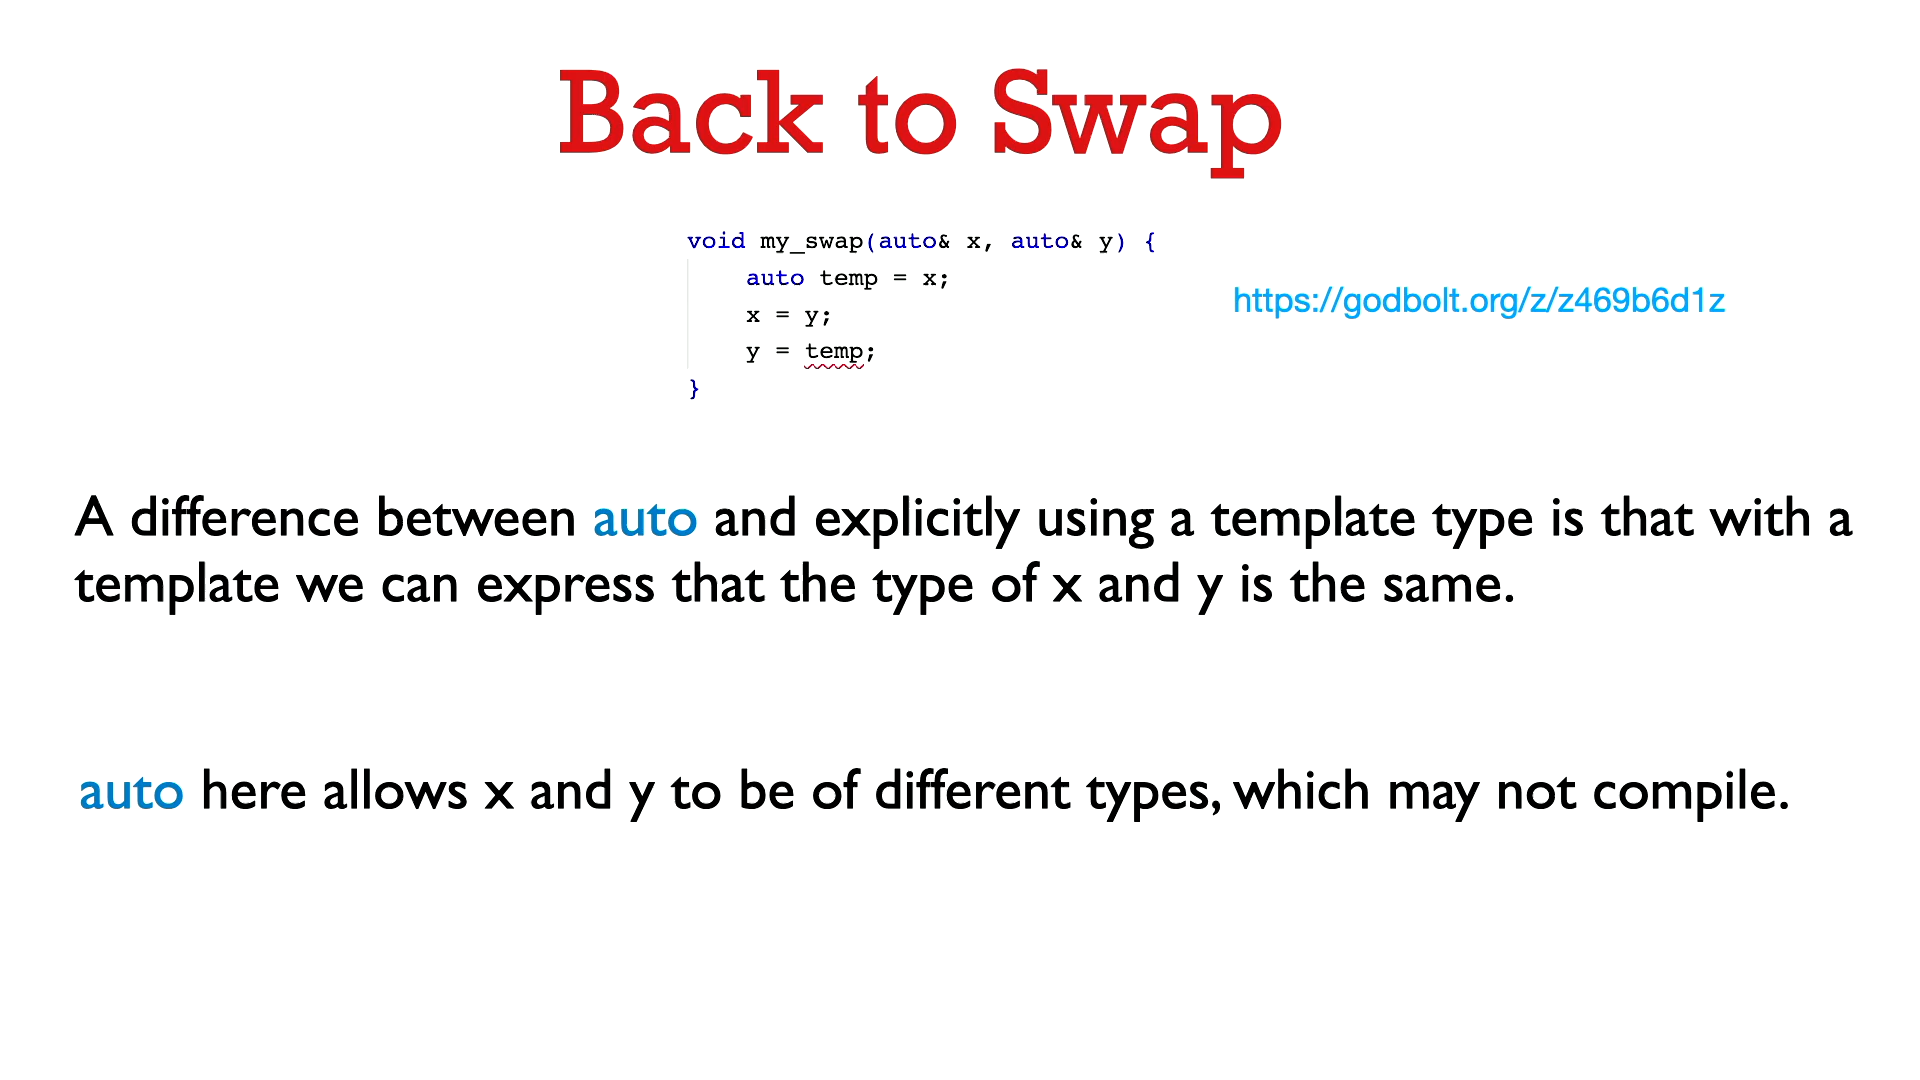 Back to Swap
void my_swap(auto& x, auto& y) {
    auto temp = x;
    x = y;
    y = temp;
}
https://godbolt.org/z/z469b6d1z
A difference between auto and explicitly using a template type is that with a
template we can express that the type of x and y is the same.
auto here allows x and y to be of different types, which may not compile.